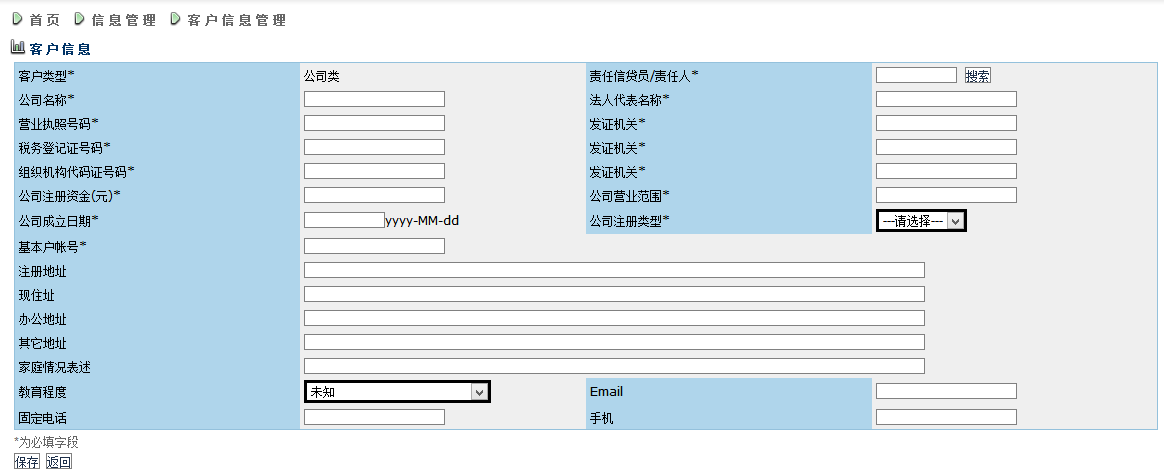 首页 信息管理 客户信息管理
客户信息
客户类型* 公司类 责任信贷员/责任人* 搜索
公司名称* 法人代表名称*
营业执照号码* 发证机关*
税务登记证号码* 发证机关*
组织机构代码证号码* 发证机关*
公司注册资金(元)* 公司营业范围*
公司成立日期* yyyy-MM-dd 公司注册类型* ---请选择---
基本户帐号*
注册地址
现住址
办公地址
其它地址
家庭情况表述
教育程度 未知 Email
固定电话 手机
*为必填字段
保存 返回